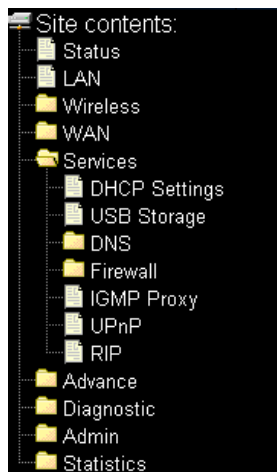 Site contents:
Status
LAN
Wireless
WAN
Services
DHCP Settings
USB Storage
DNS
Firewall
IGMP Proxy
UPnP
RIP
Advance
Diagnostic
Admin
Statistics